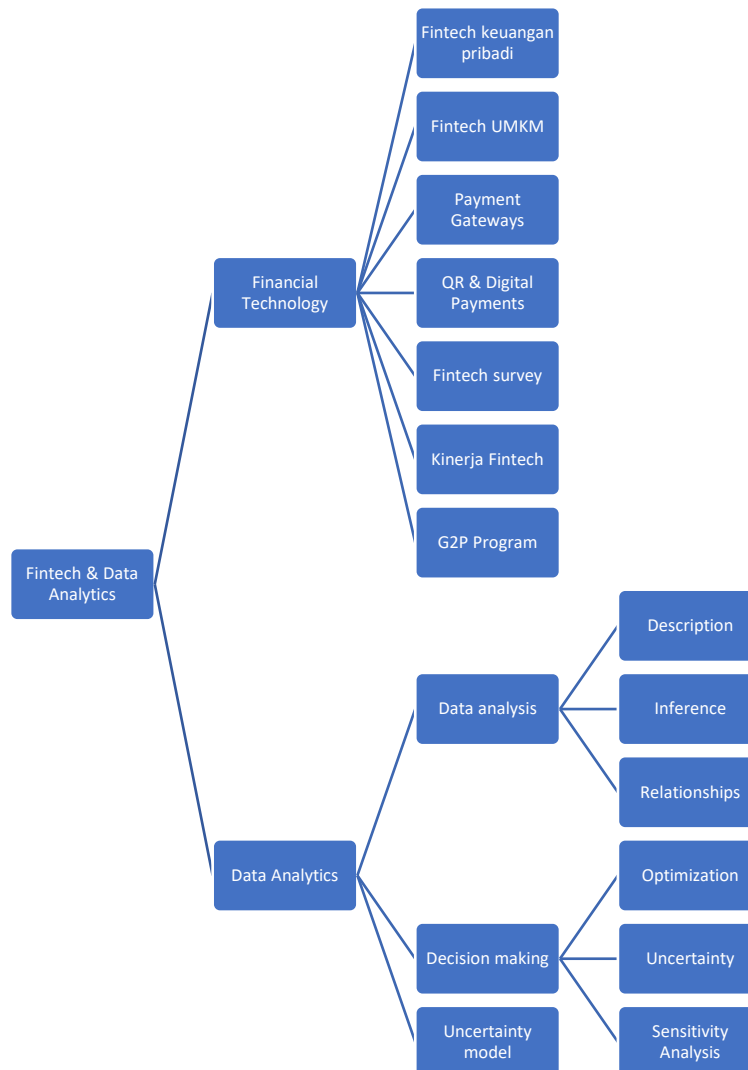 Fintech keuangan
pribadi
Fintech UMKM
Payment
Gateways
Financial
Technology
QR & Digital
Payments
Fintech survey
Kinerja Fintech
G2P Program
Fintech & Data
Analytics
Description
Data analysis
Inference
Relationships
Data Analytics
Optimization
Decision making
Uncertainty
Uncertainty
model
Sensitivity
Analysis